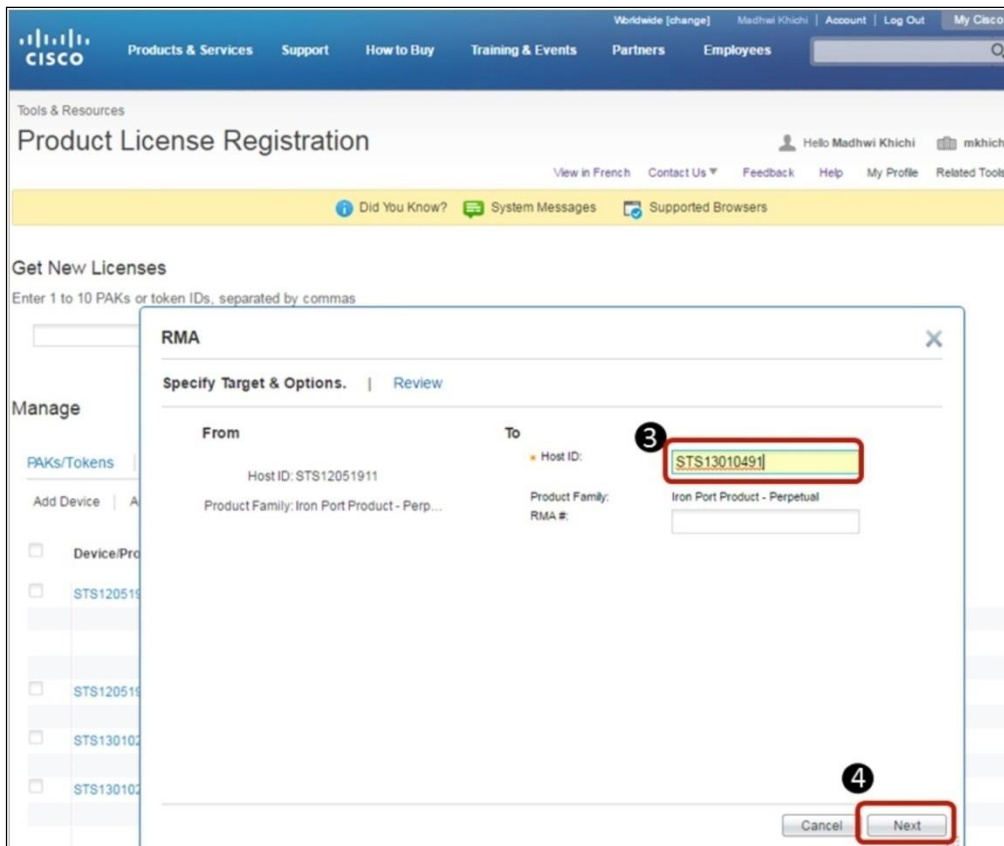 Worldwide [change] Madhwi Khichi | Account | Log Out My Cisco
CISCO Products & Services Support How to Buy Training & Events Partners Employees
Tools & Resources
Product License Registration
Hello Madhwi Khichi mkhich
View in French Contact Us Feedback Help My Profile Related Tools
Did You Know? System Messages Supported Browsers
Get New Licenses
Enter 1 to 10 PAKs or token IDs, separated by commas
RMA
Specify Target & Options. | Review
Manage
From To 3
Host ID: STS13010491
PAKs/Tokens
Host ID: STS12051911
Product Family: Iron Port Product - Perpetual
Add Device | A
Product Family: Iron Port Product - Perp...
RMA #:
Device/Pro
STS120519
STS120519
STS130102
STS130102
4
Cancel Next